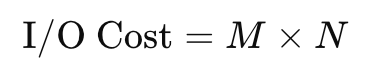 I/O Cost = M × N